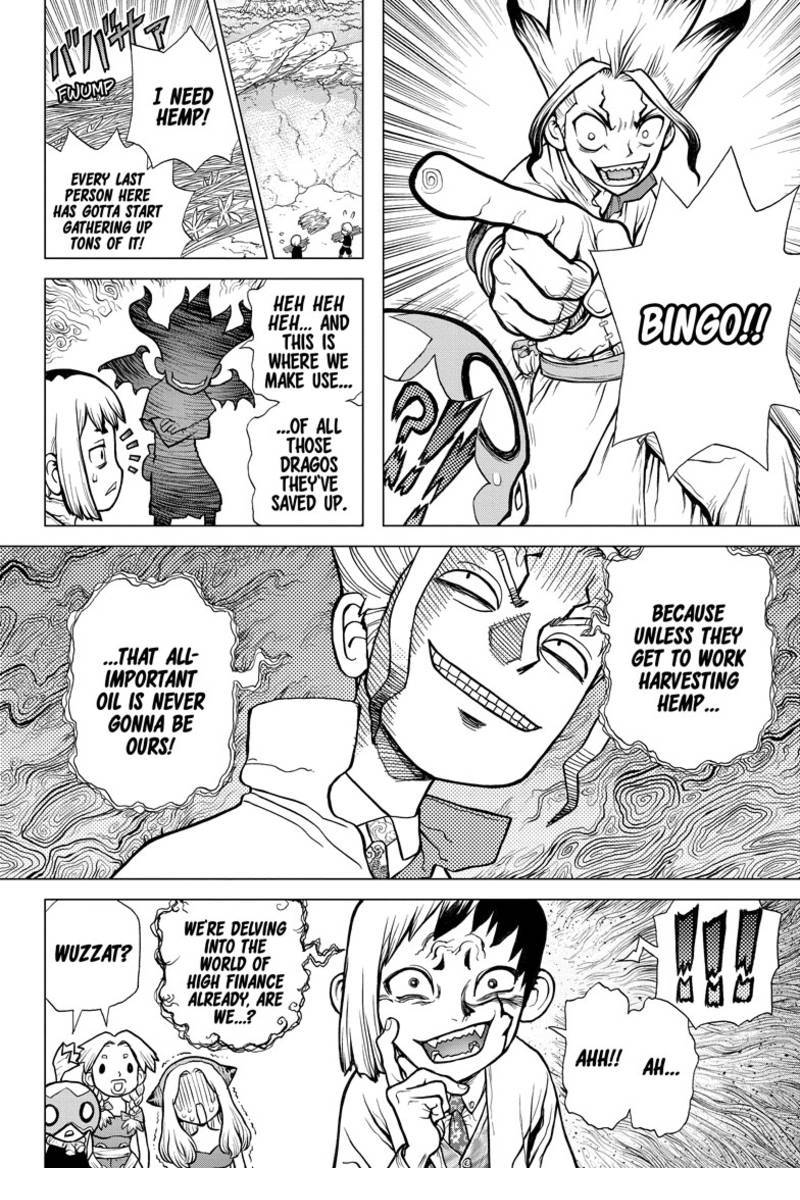 BINGO!!
?!
I NEED
HEMP!
ババサァ
FWUMP
EVERY LAST
PERSON HERE
HAS GOTTA START
GATHERING UP
TONS OF IT!
HEH HEH
HEH... AND
THIS IS
WHERE WE
MAKE USE...
...OF ALL
THOSE
DRAGOS
THEY'VE
SAVED UP.
BECAUSE
UNLESS THEY
GET TO WORK
HARVESTING
HEMP...
...THAT ALL-
IMPORTANT
OIL IS NEVER
GONNA BE
OURS!
!!!
AH...
AHH!!
WE'RE DELVING
INTO THE
WORLD OF
HIGH FINANCE
ALREADY, ARE
WE...?
WUZZAT?